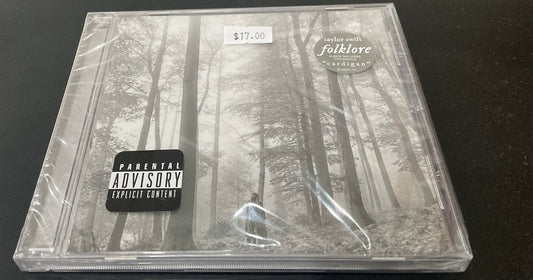 $17.00
taylor swift
folklore
"cardigan"
PARENTAL
ADVISORY
EXPLICIT CONTENT